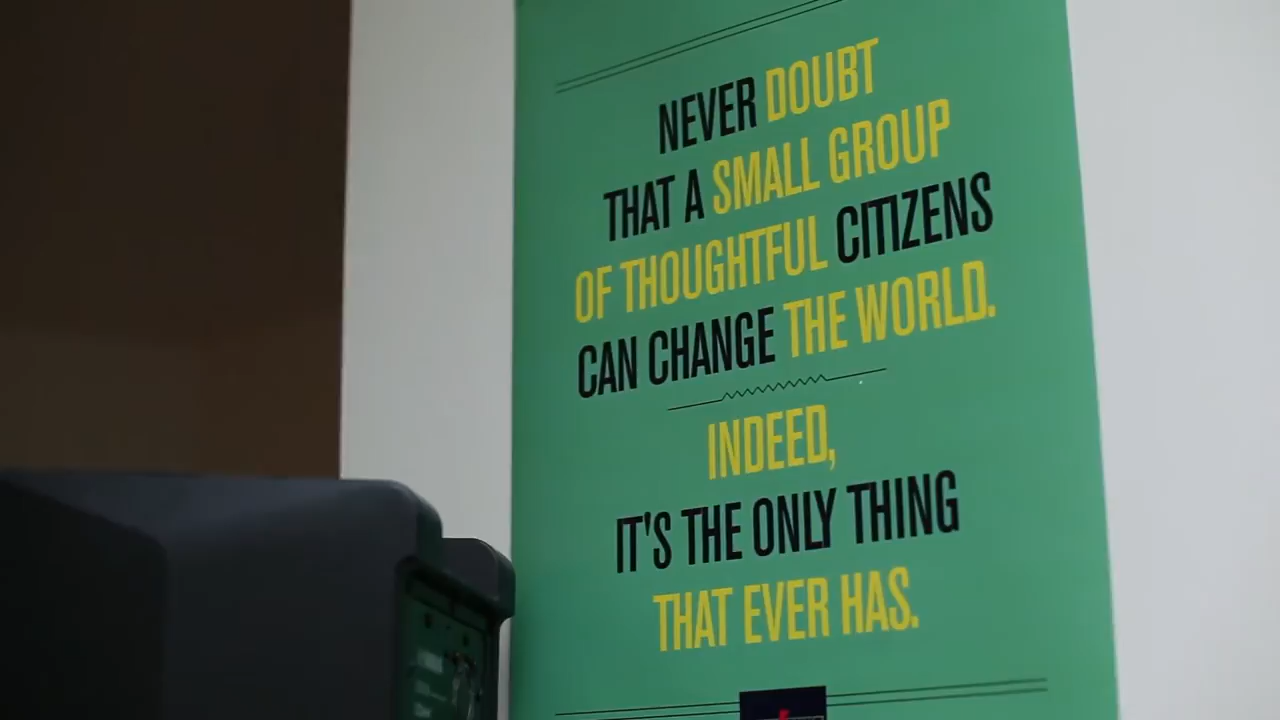 NEVER DOUBT
THAT A SMALL GROUP
OF THOUGHTFUL CITIZENS
CAN CHANGE THE WORLD.
INDEED,
IT'S THE ONLY THING
THAT EVER HAS.